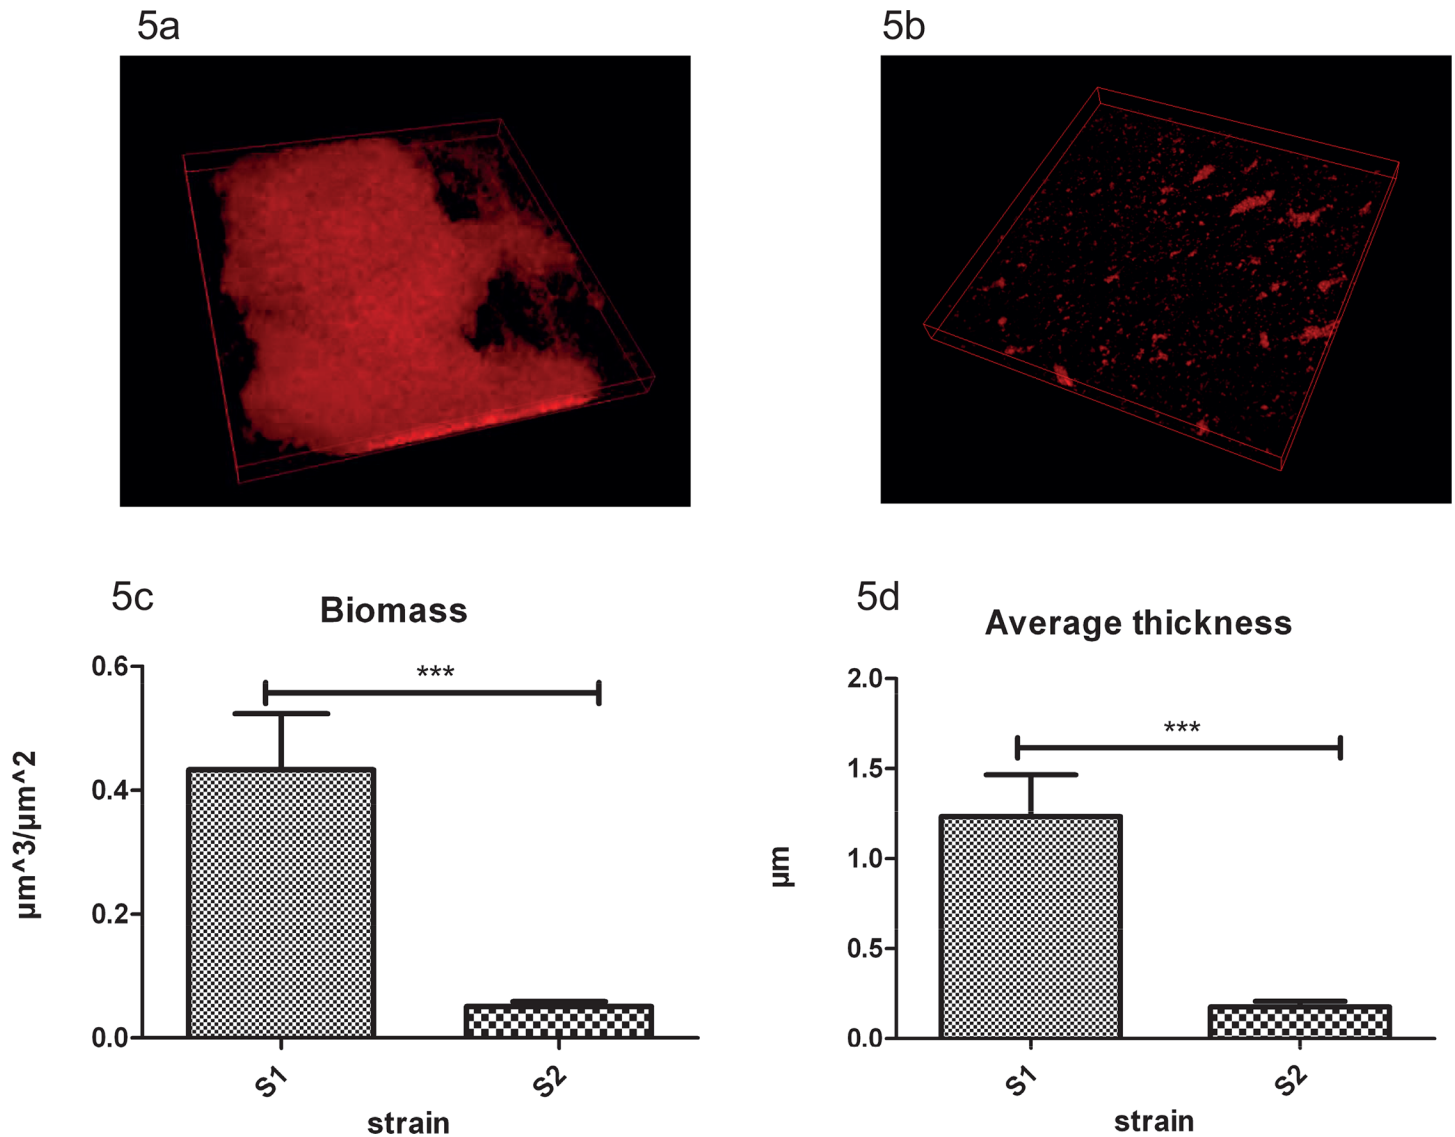 5a
5b
5c
Biomass
***
0.6
0.4
0.2
0.0
µm^3/µm^2
S1
S2
strain
5d
Average thickness
***
2.0
1.5
1.0
0.5
0.0
µm
S1
S2
strain